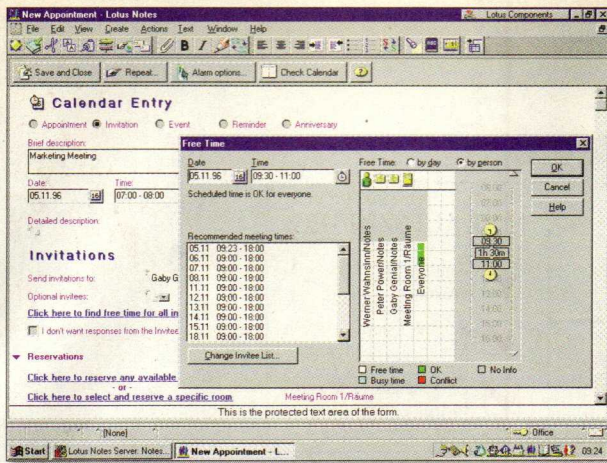 New Appointment - Lotus Notes
Lotus Components
File Edit View Create Actions Text Window Help
B I
Save and Close
Repeat...
Alarm options...
Check Calendar
Calendar Entry
Appointment Invitation Event Reminder Anniversary
Brief description:
Marketing Meeting
Date: Time:
05.11.96 16 07:00 - 08:00
Detailed description:
Invitations
Send invitations to: Gaby G
Optional invitees:
Click here to find free time for all in
I don't want responses from the Invitee
Reservations
Click here to reserve any available
- or -
Click here to select and reserve a specific room
Meeting Room 1/Räume
This is the protected text area of the form.
Free Time
Date Time
05.11.96 16 09:30 - 11:00
Scheduled time is OK for everyone.
Recommended meeting times:
05.11 09:23 - 18:00
06.11 09:00 - 18:00
07.11 09:00 - 18:00
08.11 09:00 - 18:00
11.11 09:00 - 18:00
12.11 09:00 - 18:00
13.11 09:00 - 18:00
14.11 09:00 - 18:00
15.11 09:00 - 18:00
18.11 09:00 - 18:00
Change Invitee List...
Free Time: by day by person
Werner Wahnsinn/Notes
Peter Power/Notes
Gaby Genial/Notes
Meeting Room 1/Räume
Everyone
09:30
1h 30m
11:00
Free time OK No Info
Busy time Conflict
OK
Cancel
Help
(None)
Office
Start
Lotus Notes Server: Notes...
New Appointment - L...
09:24